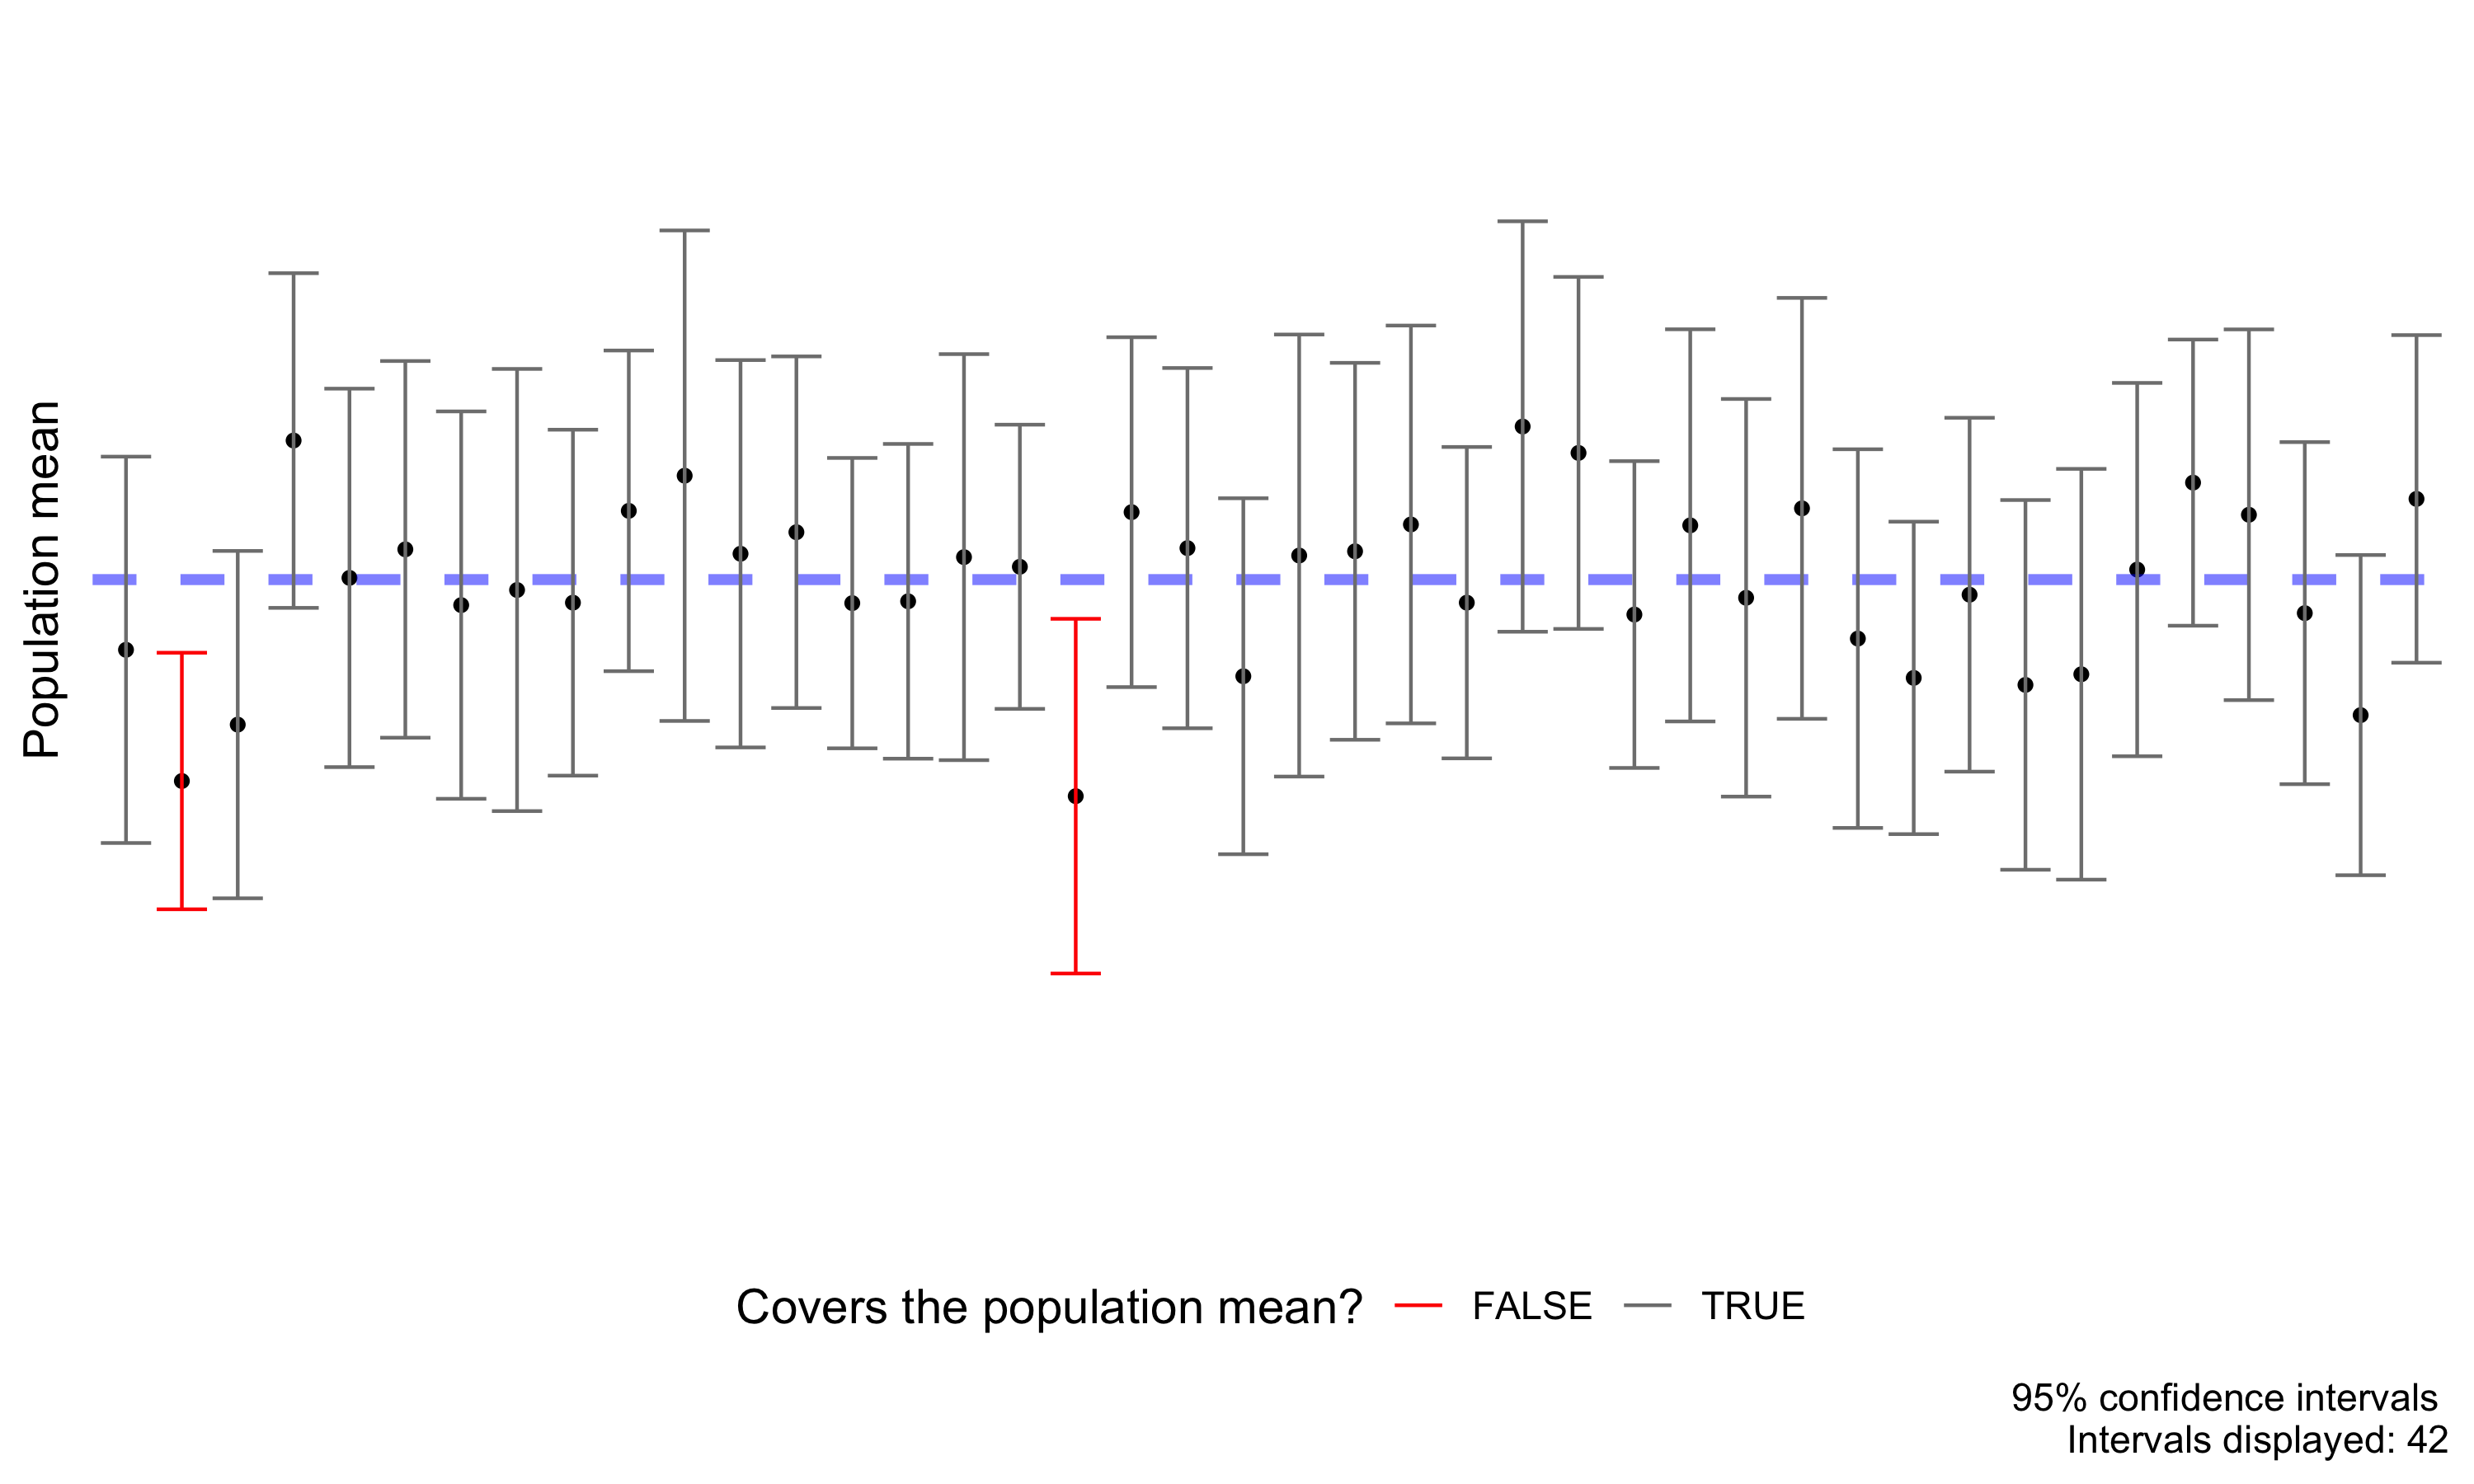 Population mean
Covers the population mean? FALSE TRUE
95% confidence intervals
Intervals displayed: 42